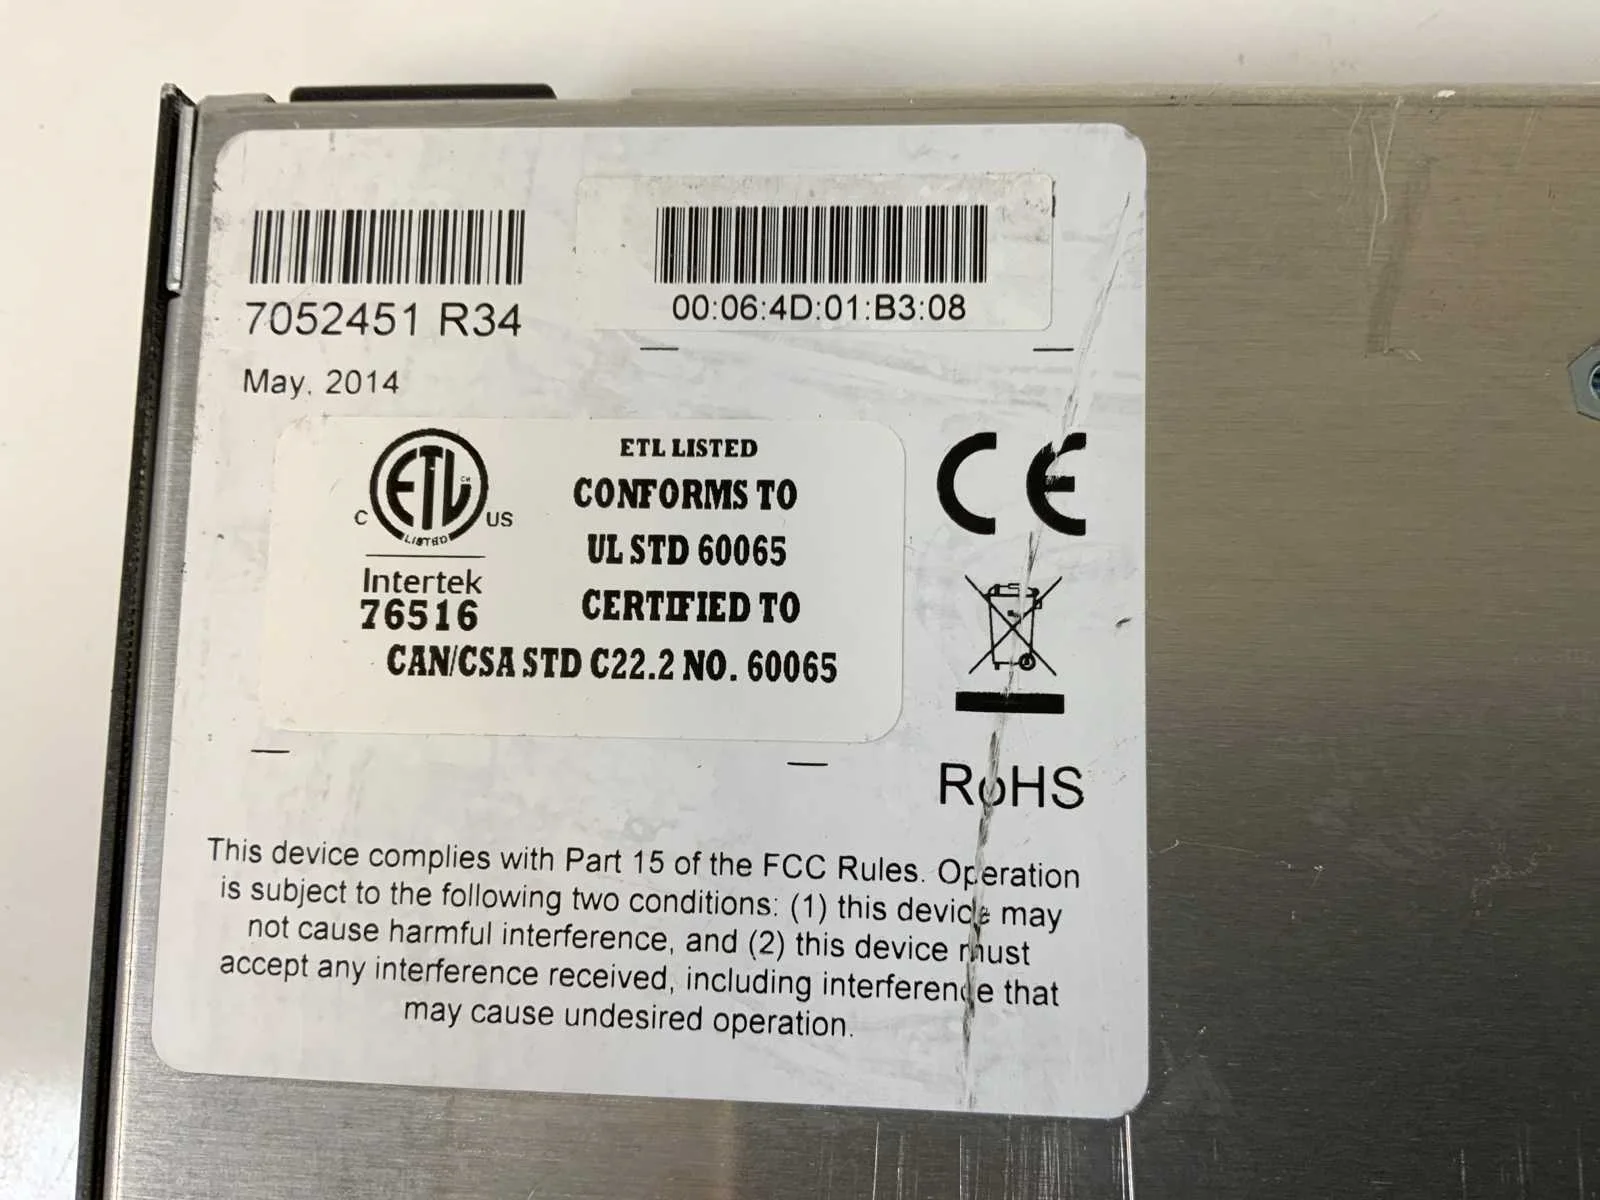 7052451 R34
00:06:4D:01:B3:08
May, 2014
ETL
CM
C US
LISTED
Intertek
76516
ETL LISTED
CONFORMS TO
UL STD 60065
CERTIFIED TO
CAN/CSA STD C22.2 NO. 60065
CE
RoHS
This device complies with Part 15 of the FCC Rules. Operation
is subject to the following two conditions: (1) this device may
not cause harmful interference, and (2) this device must
accept any interference received, including interference that
may cause undesired operation.